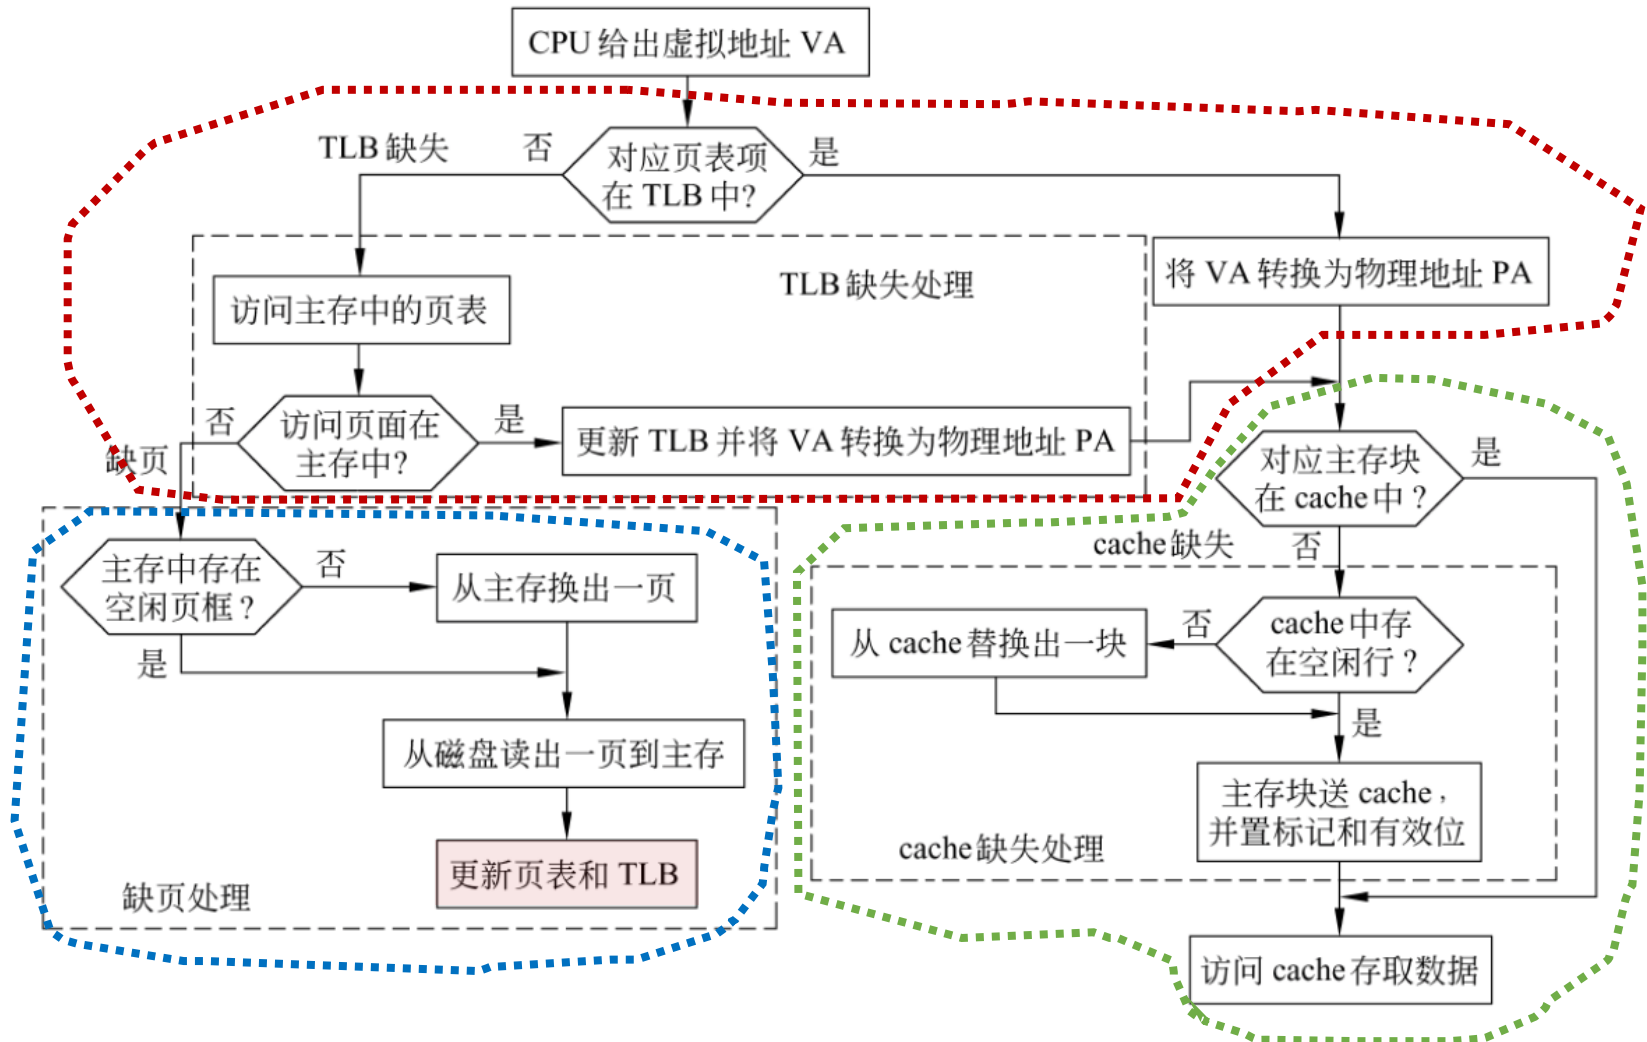 CPU 给出虚拟地址 VA
TLB 缺失
否
对应页表项
在 TLB 中?
是
TLB 缺失处理
将 VA 转换为物理地址 PA
访问主存中的页表
否
缺页
访问页面在
主存中?
是
更新 TLB 并将 VA 转换为物理地址 PA
对应主存块
在 cache 中 ?
是
cache 缺失
否
主存中存在
空闲页框 ?
否
从主存换出一页
是
从 cache 替换出一块
否
cache 中存
在空闲行 ?
是
从磁盘读出一页到主存
主存块送 cache，
并置标记和有效位
cache 缺失处理
更新页表和 TLB
缺页处理
访问 cache 存取数据